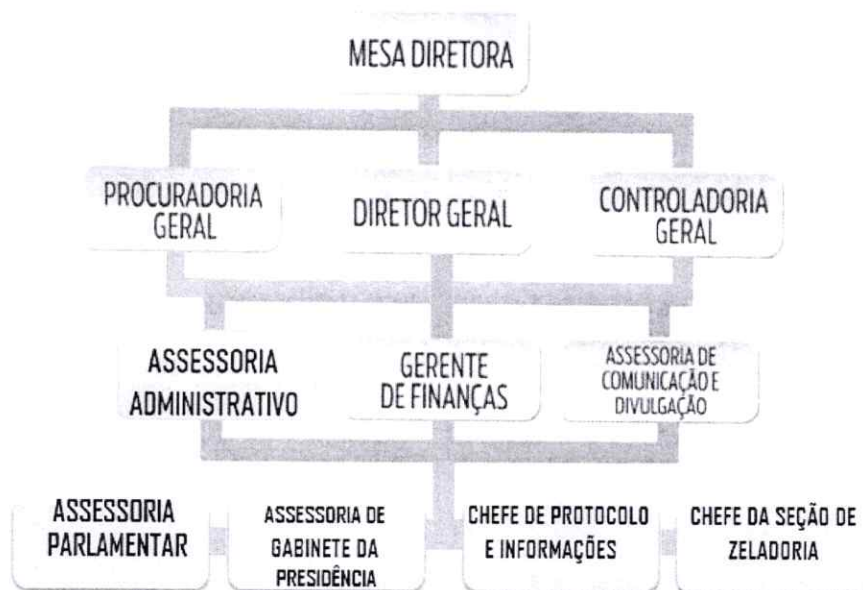 MESA DIRETORA
PROCURADORIA
GERAL
DIRETOR GERAL
CONTROLADORIA
GERAL
ASSESSORIA
ADMINISTRATIVO
GERENTE
DE FINANÇAS
ASSESSORIA DE
COMUNICAÇÃO E
DIVULGAÇÃO
ASSESSORIA
PARLAMENTAR
ASSESSORIA DE
GABINETE DA
PRESIDÊNCIA
CHEFE DE PROTOCOLO
E INFORMAÇÕES
CHEFE DA SEÇÃO DE
ZELADORIA